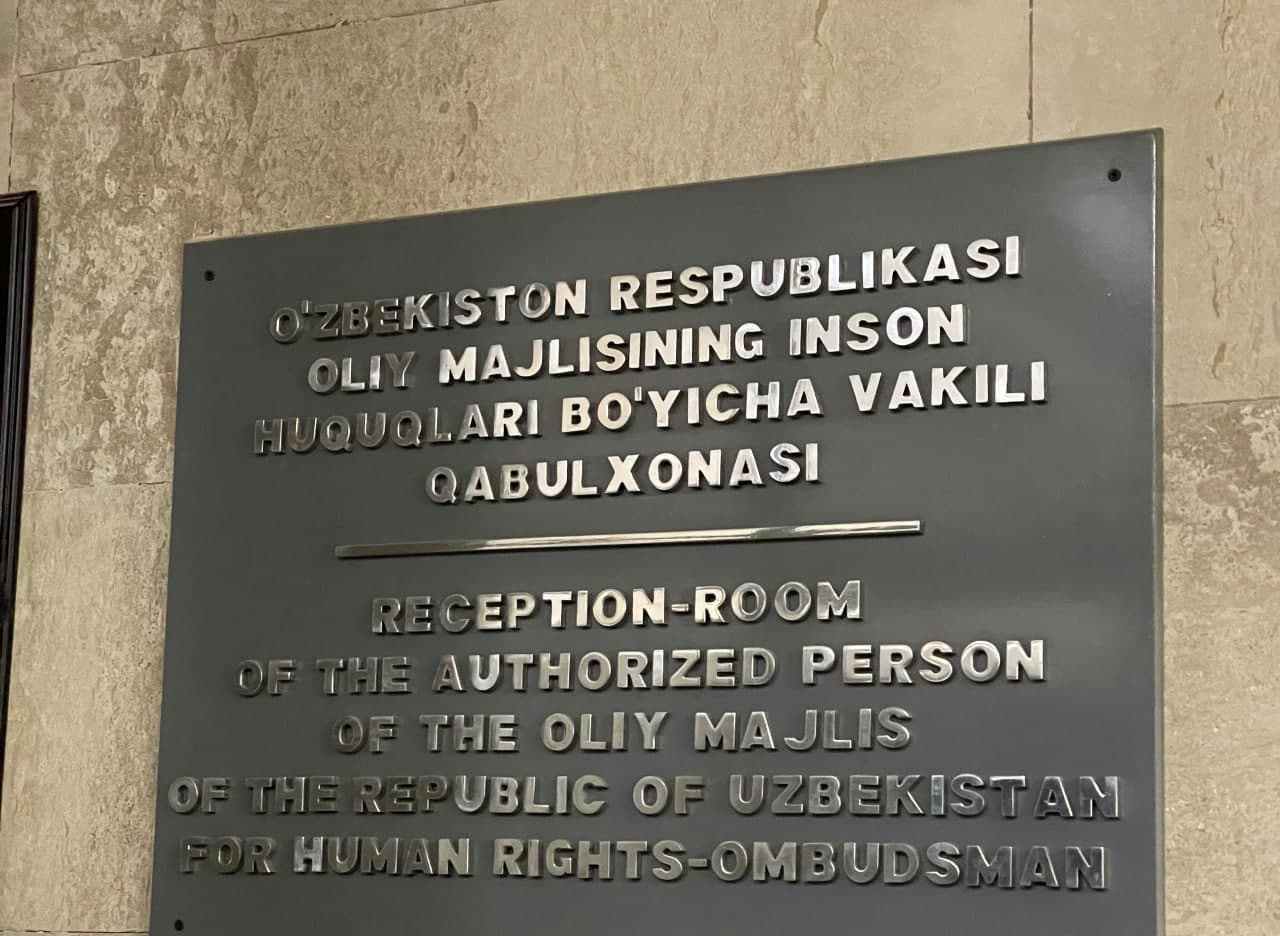 O'ZBEKISTON RESPUBLIKASI
OLIY MAJLISINING INSON
HUQUQLARI BO'YICHA VAKILI
QABULXONASI
RECEPTION-ROOM
OF THE AUTHORIZED PERSON
OF THE OLIY MAJLIS
OF THE REPUBLIC OF UZBEKISTAN
FOR HUMAN RIGHTS-OMBUDSMAN